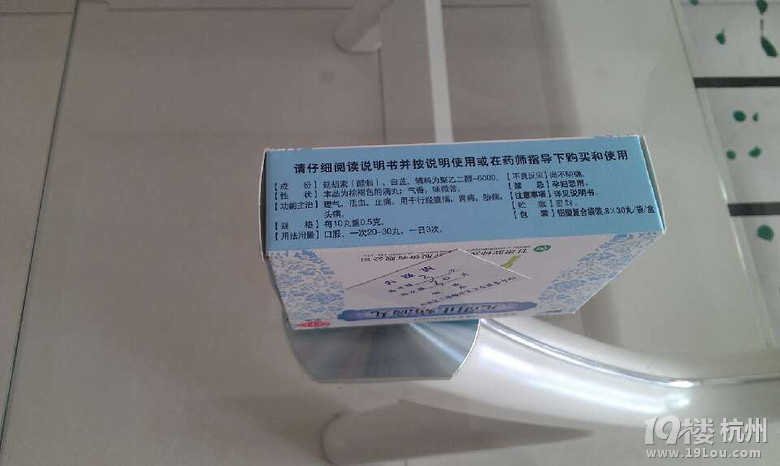 请仔细阅读说明书并按说明使用或在药师指导下购买和使用
【成 份】延胡索（醋制）、白芷，辅料为聚乙二醇-6000。
【性 状】本品为棕褐色的滴丸；气香，味微苦。
【功能主治】理气，活血，止痛。用于行经腹痛，胃痛，胁痛，
头痛。
【规 格】每10丸重0.5克。
【用法用量】口服，一次20-30丸，一日3次。
【不良反应】尚不明确。
【禁 忌】孕妇忌用。
【注意事项】详见说明书。
【贮 藏】密封。
【包 装】铝塑复合袋装，8×30丸/袋/盒
元胡止痛滴丸
19楼 杭州
www.19Lou.com